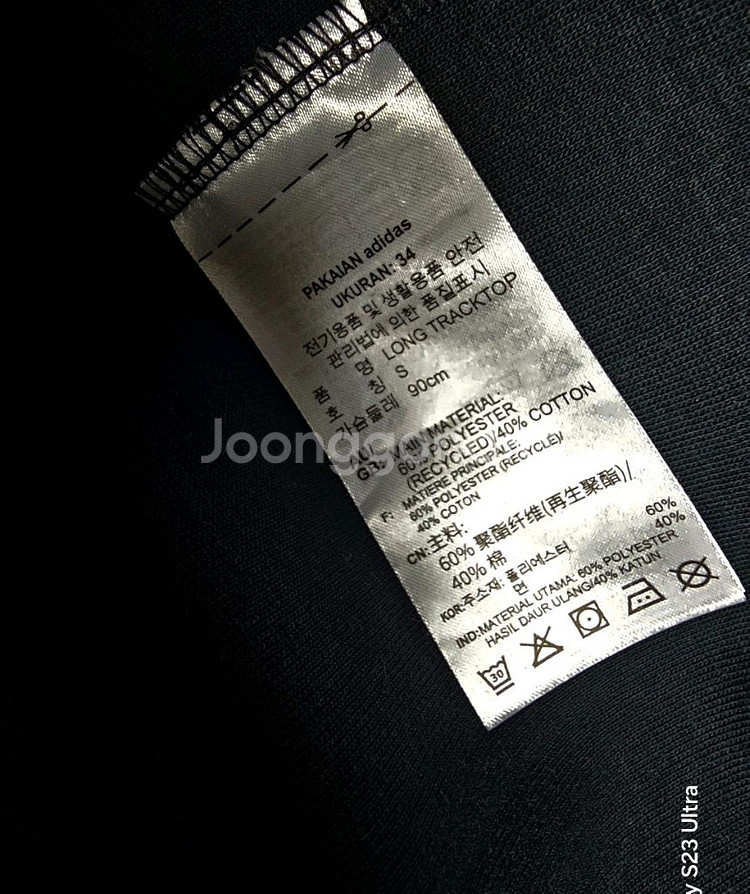 PAKAIAN adidas
UKURAN: 34
전기용품 및 생활용품 안전
관리법에 의한 품질표시
품 명 LONG TRACKTOP
호 칭 S
가슴둘레 90cm
MAIN MATERIAL:
60% POLYESTER
(RECYCLED)/40% COTTON
F: MATIERE PRINCIPALE:
60% POLYESTER (RECYCLÉ)/
40% COTON
CN:主料:
60% 聚酯纤维(再生聚酯)/
40% 棉
KOR:주소재: 폴리에스터 60%
면 40%
IND:MATERIAL UTAMA: 60% POLYESTER
HASIL DAUR ULANG/40% KATUN
30
Joonggo
y S23 Ultra